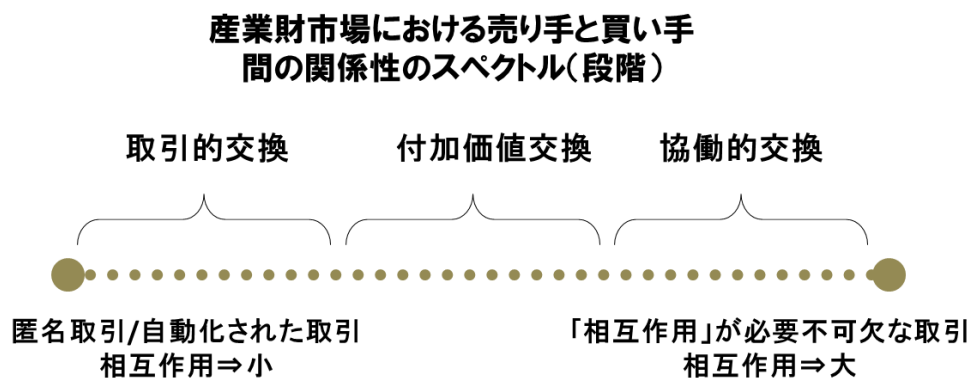 産業財市場における売り手と買い手
間の関係性のスペクトル(段階)
取引的交換
付加価値交換
協働的交換
匿名取引/自動化された取引
相互作用⇒小
「相互作用」が必要不可欠な取引
相互作用⇒大